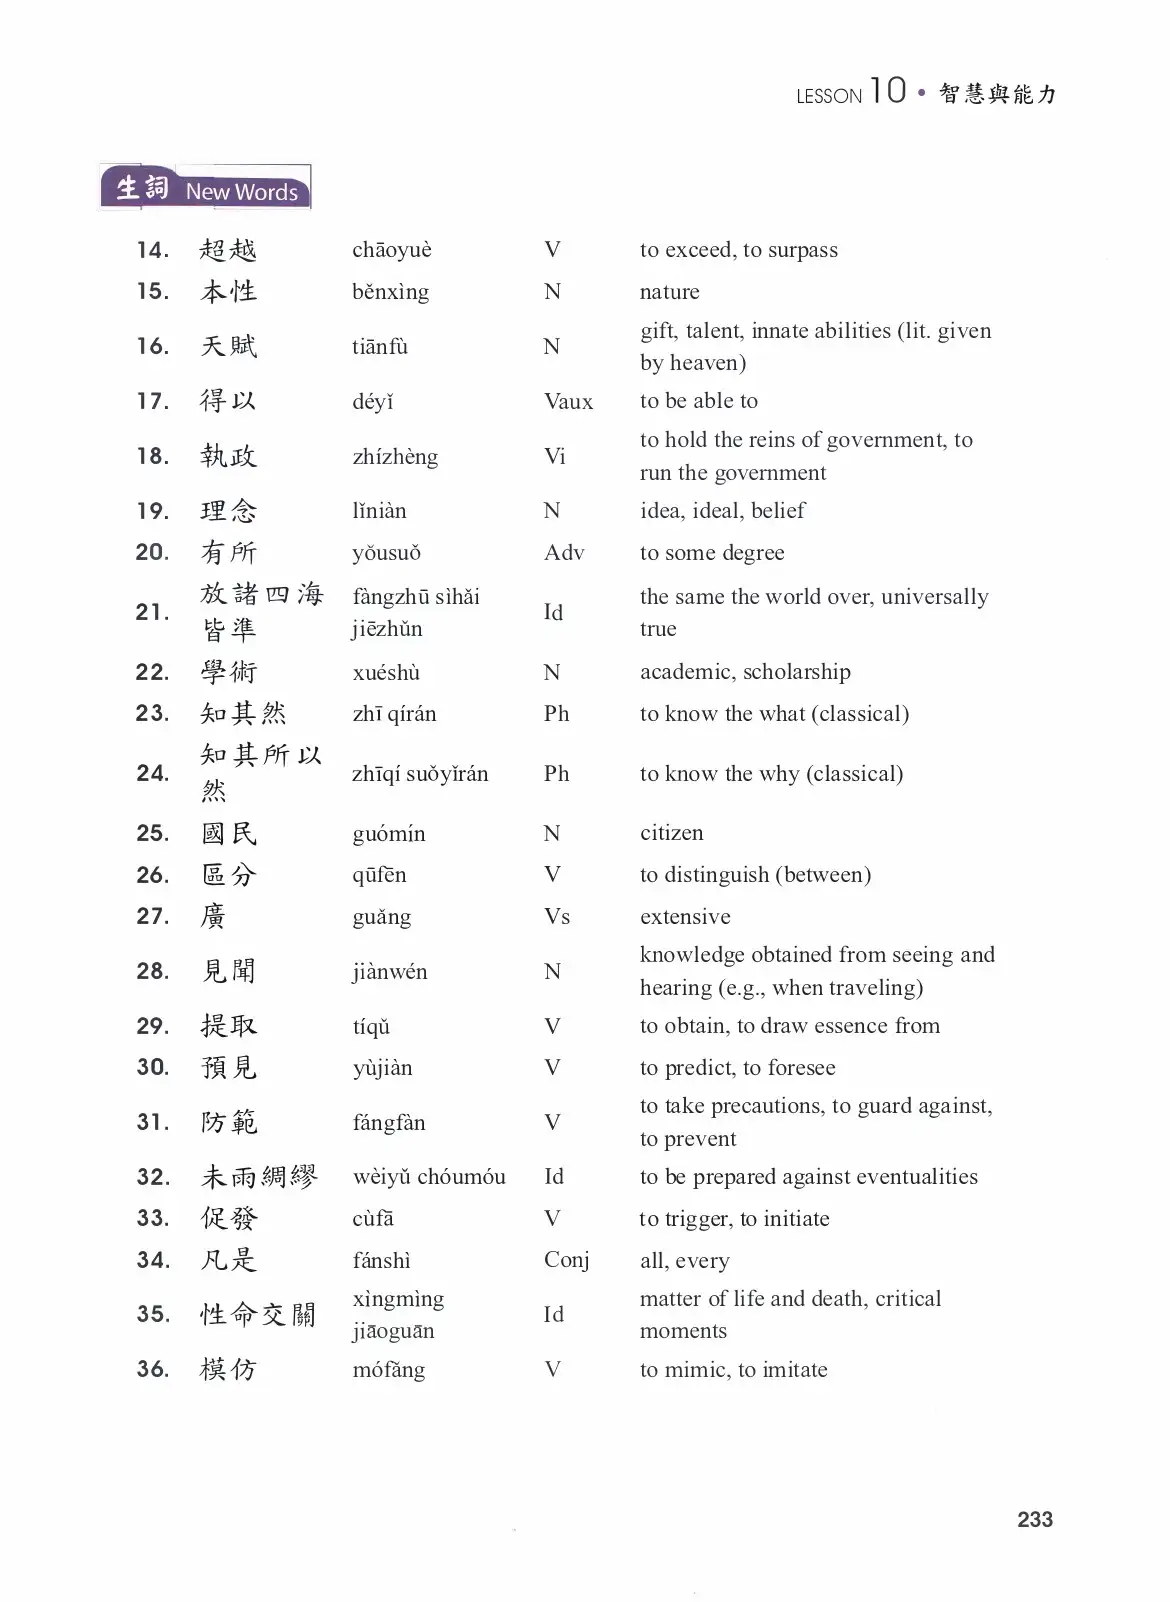 LESSON 10 • 智慧與能力
生詞 New Words
14. 超越 chāoyuè V to exceed, to surpass
15. 本性 běnxìng N nature
16. 天賦 tiānfù N gift, talent, innate abilities (lit. given
by heaven)
17. 得以 déyǐ Vaux to be able to
18. 執政 zhízhèng Vi to hold the reins of government, to
run the government
19. 理念 lǐniàn N idea, ideal, belief
20. 有所 yǒusuǒ Adv to some degree
21. 放諸四海 fàngzhū sìhǎi Id the same the world over, universally
皆準 jiēzhǔn true
22. 學術 xuéshù N academic, scholarship
23. 知其然 zhī qírán Ph to know the what (classical)
24. 知其所以 zhīqí suǒyǐrán Ph to know the why (classical)
然
25. 國民 guómín N citizen
26. 區分 qūfēn V to distinguish (between)
27. 廣 guǎng Vs extensive
28. 見聞 jiànwén N knowledge obtained from seeing and
hearing (e.g., when traveling)
29. 提取 tíqǔ V to obtain, to draw essence from
30. 預見 yùjiàn V to predict, to foresee
31. 防範 fángfàn V to take precautions, to guard against,
to prevent
32. 未雨綢繆 wèiyǔ chóumóu Id to be prepared against eventualities
33. 促發 cùfā V to trigger, to initiate
34. 凡是 fánshì Conj all, every
35. 性命交關 xìngmìng Id matter of life and death, critical
jiāoguān moments
36. 模仿 mófǎng V to mimic, to imitate
233